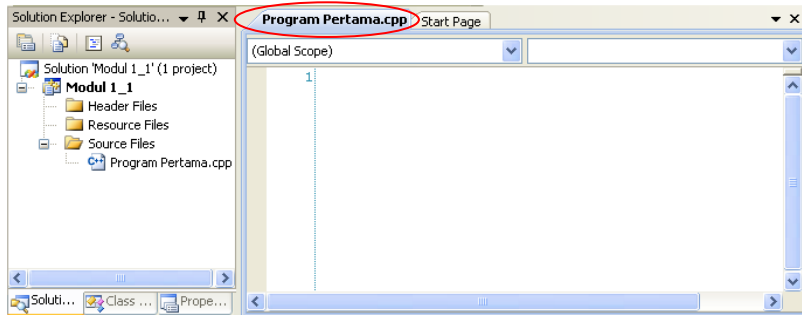 Solution Explorer - Solutio...
Solution 'Modul 1_1' (1 project)
Modul 1_1
Header Files
Resource Files
Source Files
Program Pertama.cpp
Soluti...
Class ...
Prope...
Program Pertama.cpp
Start Page
(Global Scope)
1